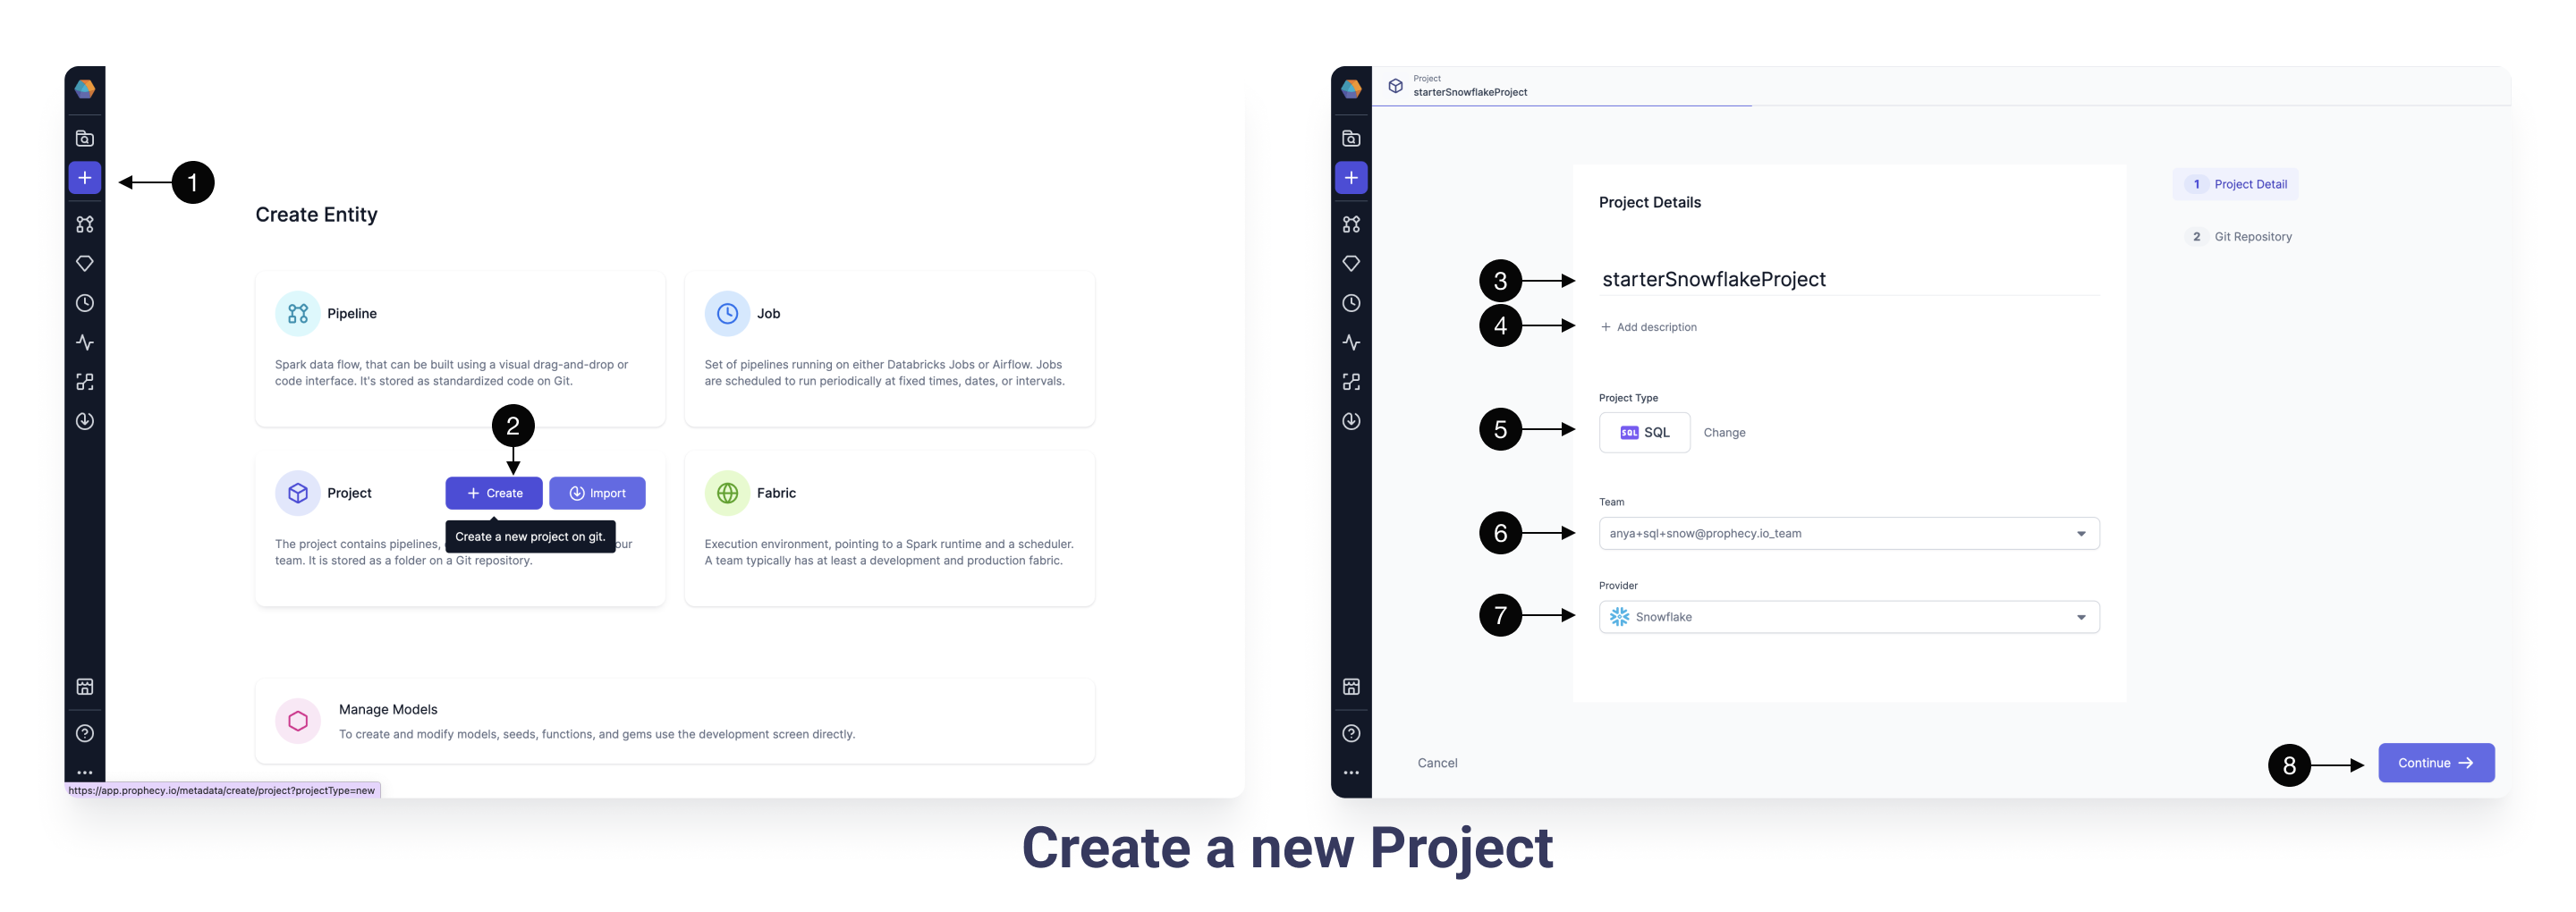 1
Create Entity
Pipeline
Spark data flow, that can be built using a visual drag-and-drop or
code interface. It's stored as standardized code on Git.
Job
Set of pipelines running on either Databricks Jobs or Airflow. Jobs
are scheduled to run periodically at fixed times, dates, or intervals.
2
Project
Create
Import
Create a new project on git.
The project contains pipelines, our
team. It is stored as a folder on a Git repository.
Fabric
Execution environment, pointing to a Spark runtime and a scheduler.
A team typically has at least a development and production fabric.
Manage Models
To create and modify models, seeds, functions, and gems use the development screen directly.
https://app.prophecy.io/metadata/create/project?projectType=new
Project
starterSnowflakeProject
Project Details
3
starterSnowflakeProject
4
+ Add description
Project Type
5
SQL SQL
Change
Team
6
anya+sql+snow@prophecy.io_team
Provider
7
Snowflake
1 Project Detail
2 Git Repository
Cancel
8
Continue →
Create a new Project